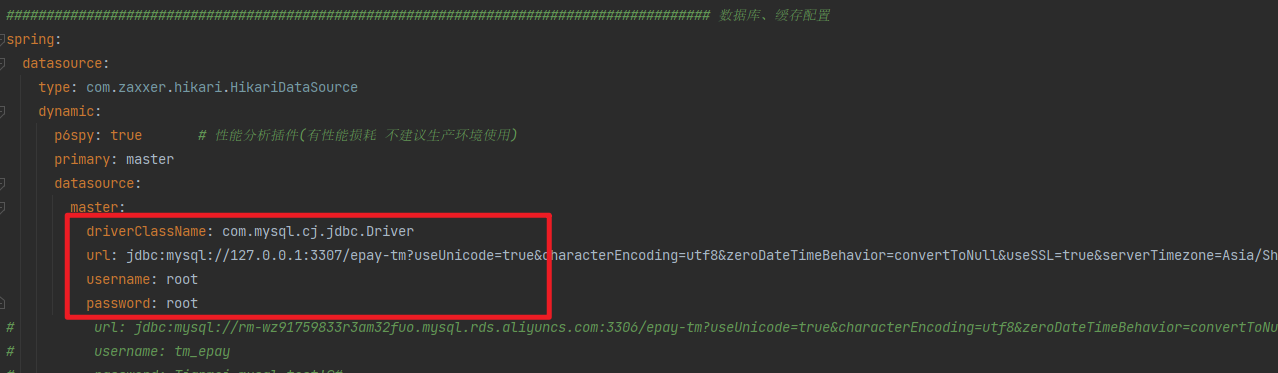 ######################################################################################## 数据库、缓存配置
spring:
  datasource:
    type: com.zaxxer.hikari.HikariDataSource
    dynamic:
      p6spy: true       # 性能分析插件(有性能损耗 不建议生产环境使用)
      primary: master
      datasource:
        master:
          driverClassName: com.mysql.cj.jdbc.Driver
          url: jdbc:mysql://127.0.0.1:3307/epay-tm?useUnicode=true&characterEncoding=utf8&zeroDateTimeBehavior=convertToNull&useSSL=true&serverTimezone=Asia/Sh
          username: root
          password: root
#          url: jdbc:mysql://rm-wz91759833r3am32fuo.mysql.rds.aliyuncs.com:3306/epay-tm?useUnicode=true&characterEncoding=utf8&zeroDateTimeBehavior=convertToNu
#          username: tm_epay
#